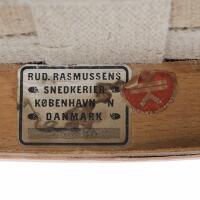 RUD. RASMUSSENS
SNEDKERIER
KØBENHAVN N
DANMARK